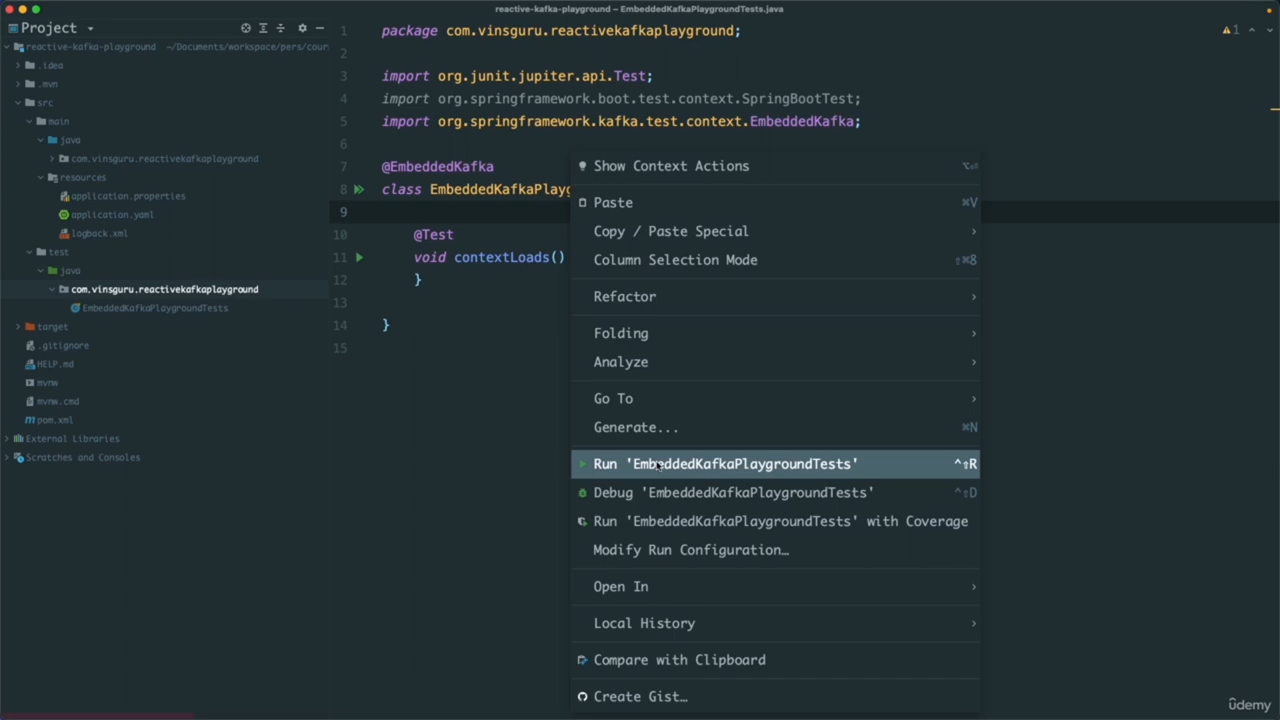 reactive-kafka-playground – EmbeddedKafkaPlaygroundTests.java
Project
reactive-kafka-playground ~/Documents/workspace/pers/cour
.idea
.mvn
src
main
java
com.vinsguru.reactivekafkaplayground
resources
application.properties
application.yaml
logback.xml
test
java
com.vinsguru.reactivekafkaplayground
EmbeddedKafkaPlaygroundTests
target
.gitignore
HELP.md
mvnw
mvnw.cmd
pom.xml
External Libraries
Scratches and Consoles
1 package com.vinsguru.reactivekafkaplayground;
2
3 import org.junit.jupiter.api.Test;
4 import org.springframework.boot.test.context.SpringBootTest;
5 import org.springframework.kafka.test.context.EmbeddedKafka;
6
7 @EmbeddedKafka
8 class EmbeddedKafkaPlayg
9
10 @Test
11 void contextLoads()
12 }
13
14 }
15
1
Show Context Actions ⌥⏎
Paste ⌘V
Copy / Paste Special
Column Selection Mode ⇧⌘8
Refactor
Folding
Analyze
Go To
Generate... ⌘N
Run 'EmbeddedKafkaPlaygroundTests' ^⇧R
Debug 'EmbeddedKafkaPlaygroundTests' ^⇧D
Run 'EmbeddedKafkaPlaygroundTests' with Coverage
Modify Run Configuration…
Open In
Local History
Compare with Clipboard
Create Gist…
ûdemy